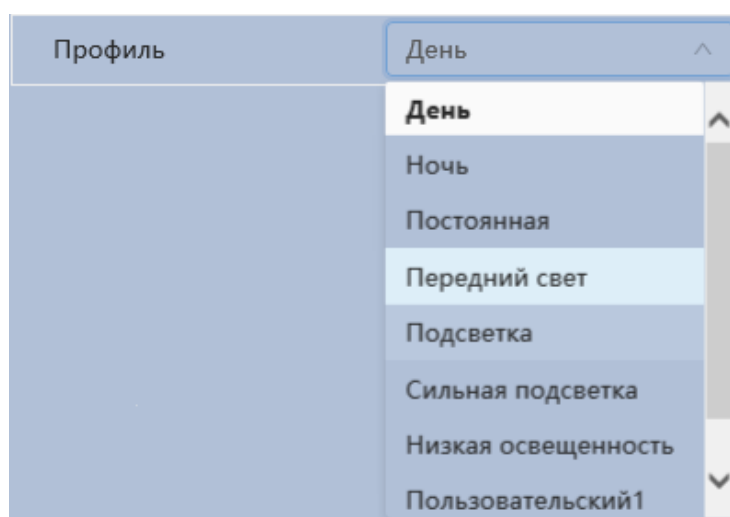 Профиль
День
День
Ночь
Постоянная
Передний свет
Подсветка
Сильная подсветка
Низкая освещенность
Пользовательский1